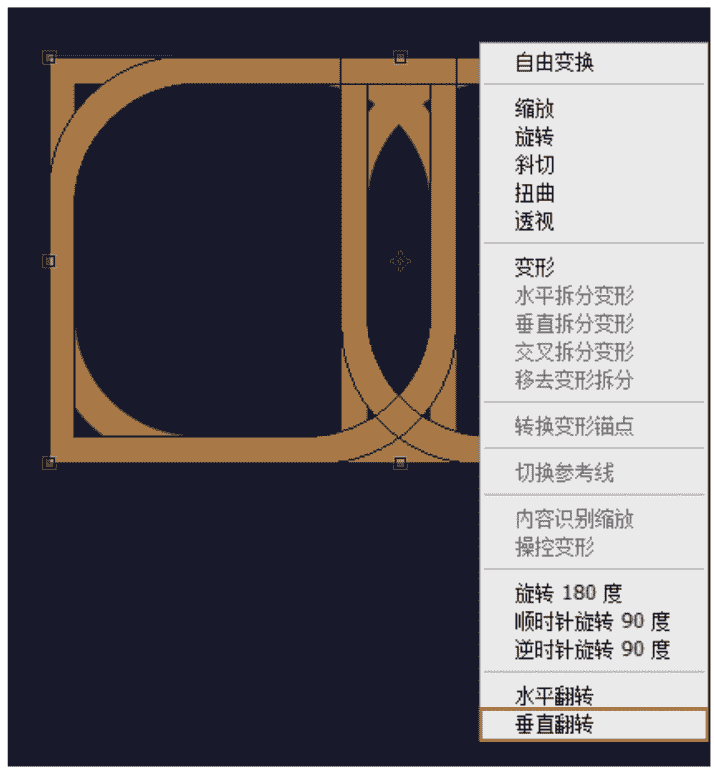 自由变换
缩放
旋转
斜切
扭曲
透视
变形
水平拆分变形
垂直拆分变形
交叉拆分变形
移去变形拆分
转换变形锚点
切换参考线
内容识别缩放
操控变形
旋转 180 度
顺时针旋转 90 度
逆时针旋转 90 度
水平翻转
垂直翻转